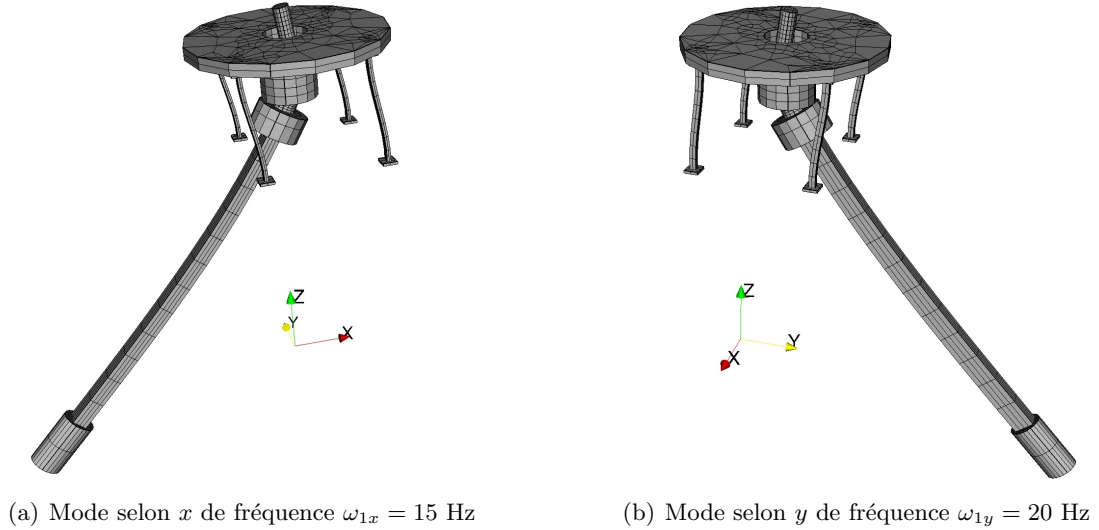 Z
Y
X
Z
Y
X
(a) Mode selon x de fréquence ω1x = 15 Hz
(b) Mode selon y de fréquence ω1y = 20 Hz